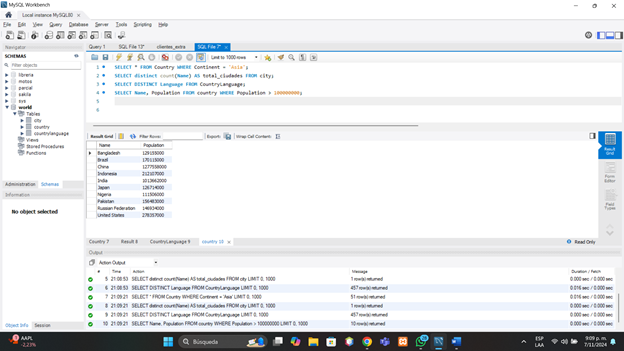 MySQL Workbench
Local instance MySQL80
File Edit View Query Database Server Tools Scripting Help
Navigator
SCHEMAS
Filter objects
libreria
motos
parcial
sakila
sys
world
Tables
city
country
countrylanguage
Views
Stored Procedures
Functions
Administration Schemas
Information
No object selected
Object Info Session
Query 1 SQL File 13* clientes_extra SQL File 7*
Limit to 1000 rows
1 SELECT * FROM Country WHERE Continent = 'Asia';
2 SELECT distinct count(Name) AS total_ciudades FROM city;
3 SELECT DISTINCT Language FROM CountryLanguage;
4 SELECT Name, Population FROM country WHERE Population > 100000000;
5
6
Result Grid Filter Rows: Export: Wrap Cell Content:
Name Population
Bangladesh 129155000
Brazil 170115000
China 1277558000
Indonesia 212107000
India 1013662000
Japan 126714000
Nigeria 111506000
Pakistan 156483000
Russian Federation 146934000
United States 278357000
Result Grid
Form Editor
Field Types
Country 7 Result 8 CountryLanguage 9 country 10
Read Only
Output
Action Output
# Time Action Message Duration / Fetch
5 21:08:53 SELECT distinct count(Name) AS total_ciudades FROM city LIMIT 0, 1000 1 row(s) returned 0.000 sec / 0.000 sec
6 21:08:53 SELECT DISTINCT Language FROM CountryLanguage LIMIT 0, 1000 457 row(s) returned 0.016 sec / 0.000 sec
7 21:09:21 SELECT * FROM Country WHERE Continent = 'Asia' LIMIT 0, 1000 51 row(s) returned 0.000 sec / 0.000 sec
8 21:09:21 SELECT distinct count(Name) AS total_ciudades FROM city LIMIT 0, 1000 1 row(s) returned 0.000 sec / 0.000 sec
9 21:09:21 SELECT DISTINCT Language FROM CountryLanguage LIMIT 0, 1000 457 row(s) returned 0.000 sec / 0.000 sec
10 21:09:21 SELECT Name, Population FROM country WHERE Population > 100000000 LIMIT 0, 1000 10 row(s) returned 0.000 sec / 0.000 sec
AAPL
-2,23%
Búsqueda
ESP
LAA
9:09 p. m.
7/11/2024